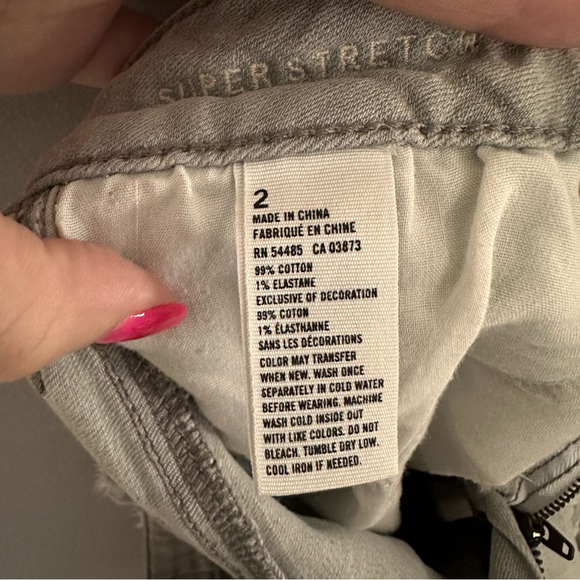 SUPER STRETCH
2
MADE IN CHINA
FABRIQUÉ EN CHINE
RN 54485 CA 03873
99% COTTON
1% ELASTANE
EXCLUSIVE OF DECORATION
99% COTON
1% ÉLASTHANNE
SANS LES DÉCORATIONS
COLOR MAY TRANSFER
WHEN NEW. WASH ONCE
SEPARATELY IN COLD WATER
BEFORE WEARING. MACHINE
WASH COLD INSIDE OUT
WITH LIKE COLORS. DO NOT
BLEACH. TUMBLE DRY LOW.
COOL IRON IF NEEDED.